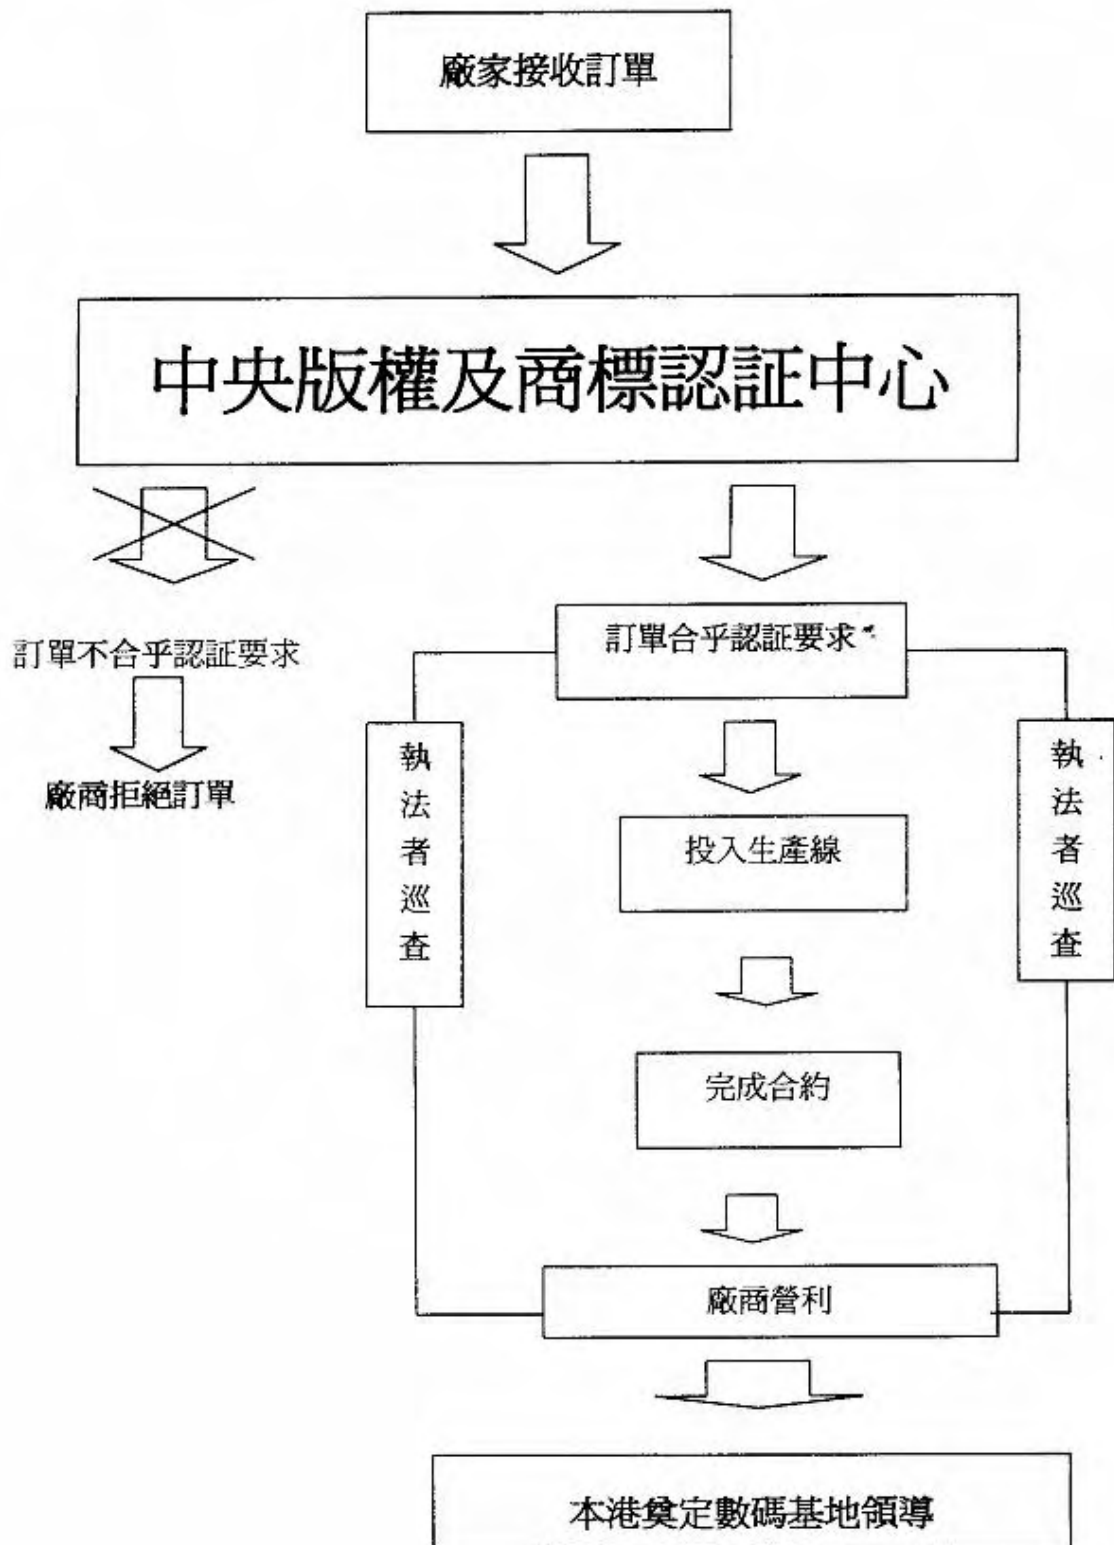 廠家接收訂單
中央版權及商標認証中心
訂單不合乎認証要求
廠商拒絕訂單
訂單合乎認証要求
執法者巡查
投入生產線
執法者巡查
完成合約
廠商營利
本港奠定數碼基地領導